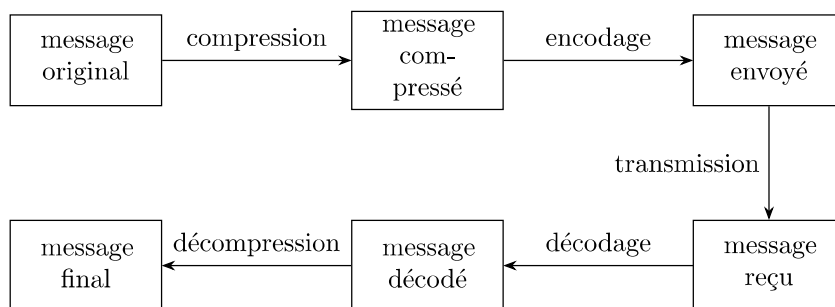 message
original
compression
message
com-
pressé
encodage
message
envoyé
transmission
message
final
décompression
message
décodé
décodage
message
reçu